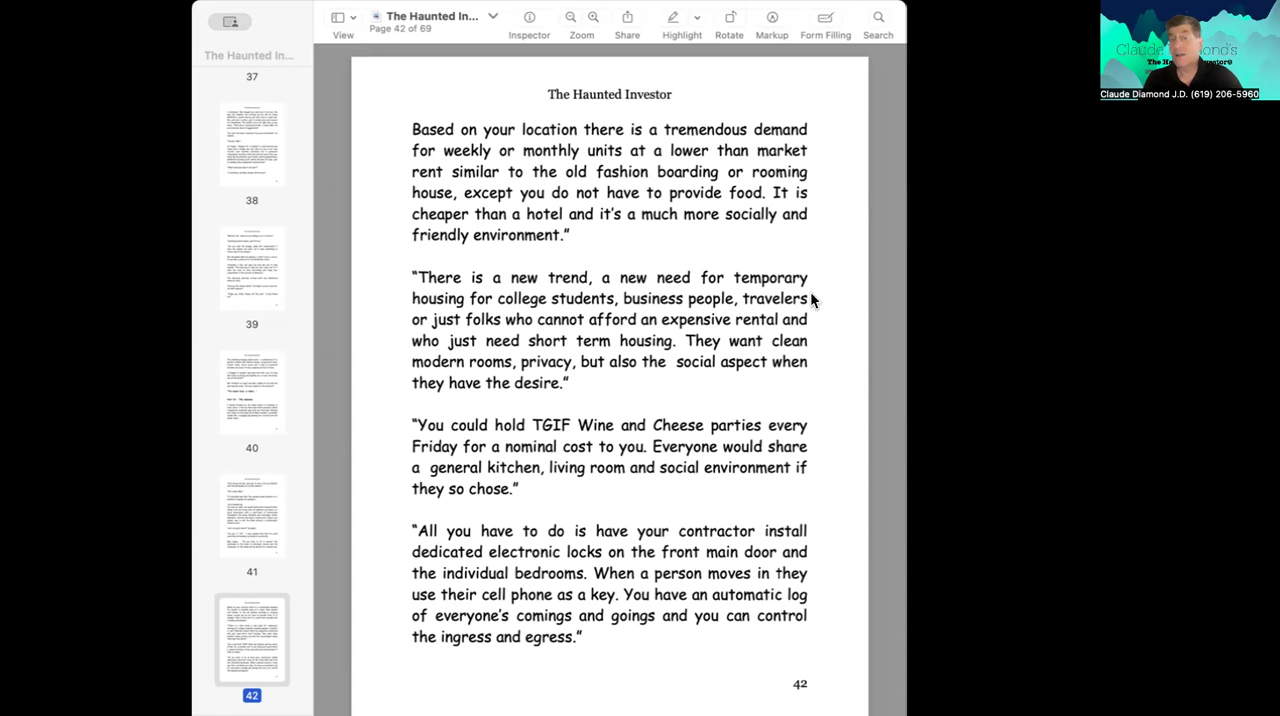 The Haunted In...
Page 42 of 69
View
Inspector
Zoom
Share
Highlight
Rotate
Markup
Form Filling
Search
The Haunted In...
37
38
39
40
41
42
The Haunted Investor
Based on your location there is a tremendous demand
for weekly or monthly rent at a lower than market
rent similar to the old fashion boarding or rooming
house, except you do not have to provide food. It is
cheaper than a hotel and it's a much more socially and
friendly environment."
"There is a new trend or new niche for temporary
housing for college students, business people, travelers
or just folks who cannot afford an expensive rental and
who just need short term housing. They want clean
modern rooms, privacy, but also the social aspect when
they have the desire."
"You could hold TGIF Wine and Cheese parties every
Friday for a nominal cost to you. Everyone would share
a general kitchen, living room and social environment if
they so chose."
"All you have to do is have your contractor install
dedicated electronic locks on the front main door and
the individual bedrooms. When a person moves in they
use their cell phone as a key. You have an automatic log
of everyone's comings and goings and you can control
the ingress and egress."
42
Claude Diamond's
The Haunted Investor®
Claude Diamond J.D. (619) 206-5960